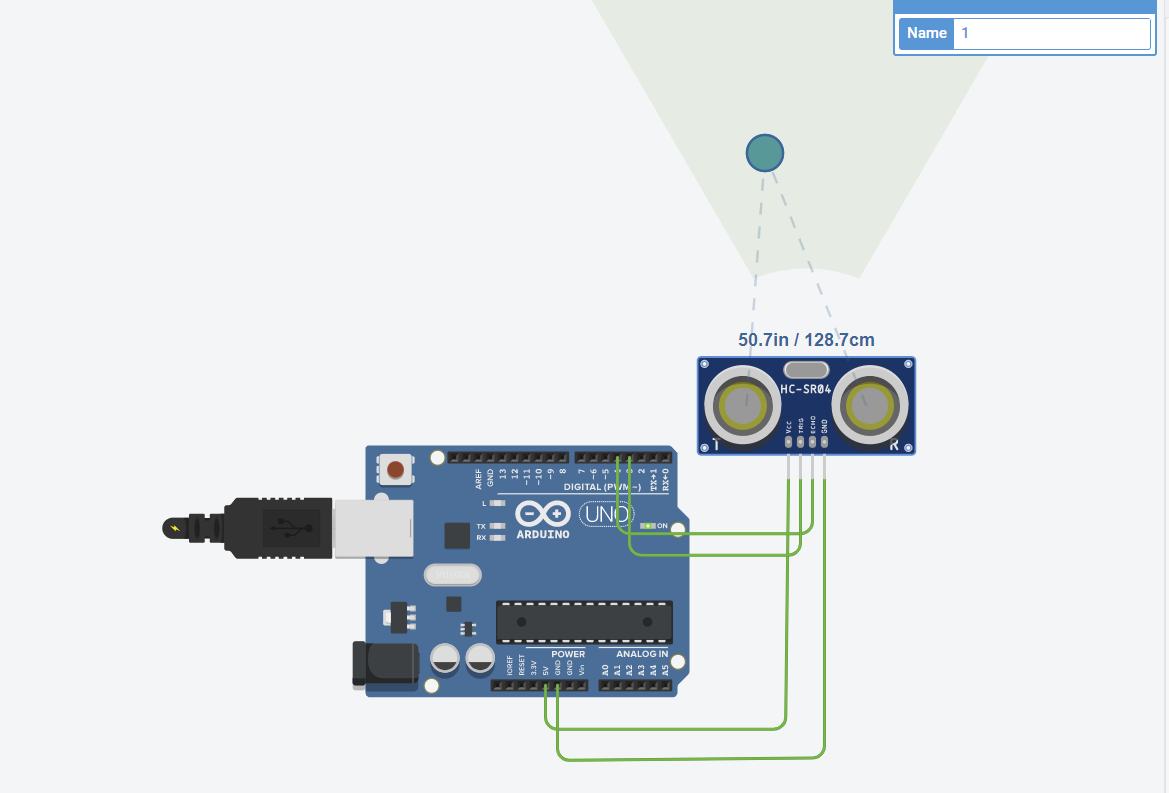 Name 1
50.7in / 128.7cm
HC-SR04
VCC
TRIG
ECHO
GND
T
R
AREF
GND
13
12
~11
~10
~9
8
7
~6
~5
2
TX→1
RX←0
DIGITAL (PWM~)
L
TX
RX
UNO
ON
ARDUINO
POWER
ANALOG IN
IOREF
RESET
3.3V
5V
GND
GND
Vin
A0
A1
A2
A3
A4
A5